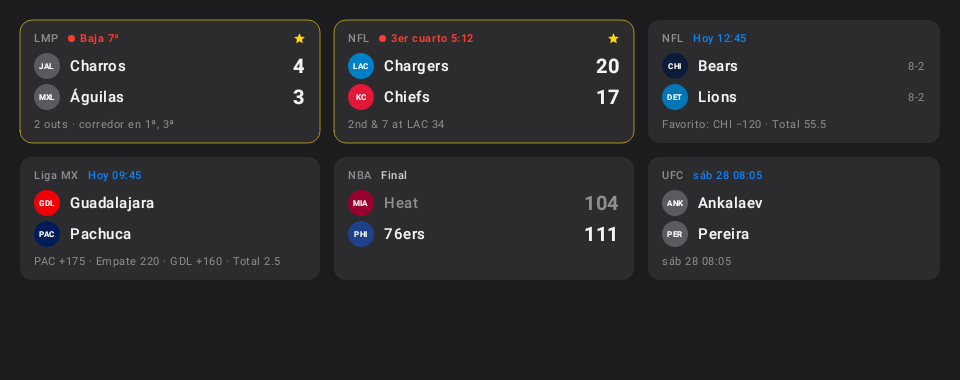 LMP Baja 7ª
JAL Charros 4
MXL Águilas 3
2 outs · corredor en 1ª, 3ª
NFL 3er cuarto 5:12
LAC Chargers 20
KC Chiefs 17
2nd & 7 at LAC 34
NFL Hoy 12:45
CHI Bears 8-2
DET Lions 8-2
Favorito: CHI −120 · Total 55.5
Liga MX Hoy 09:45
GDL Guadalajara
PAC Pachuca
PAC +175 · Empate 220 · GDL +160 · Total 2.5
NBA Final
MIA Heat 104
PHI 76ers 111
UFC sáb 28 08:05
ANK Ankalaev
PER Pereira
sáb 28 08:05